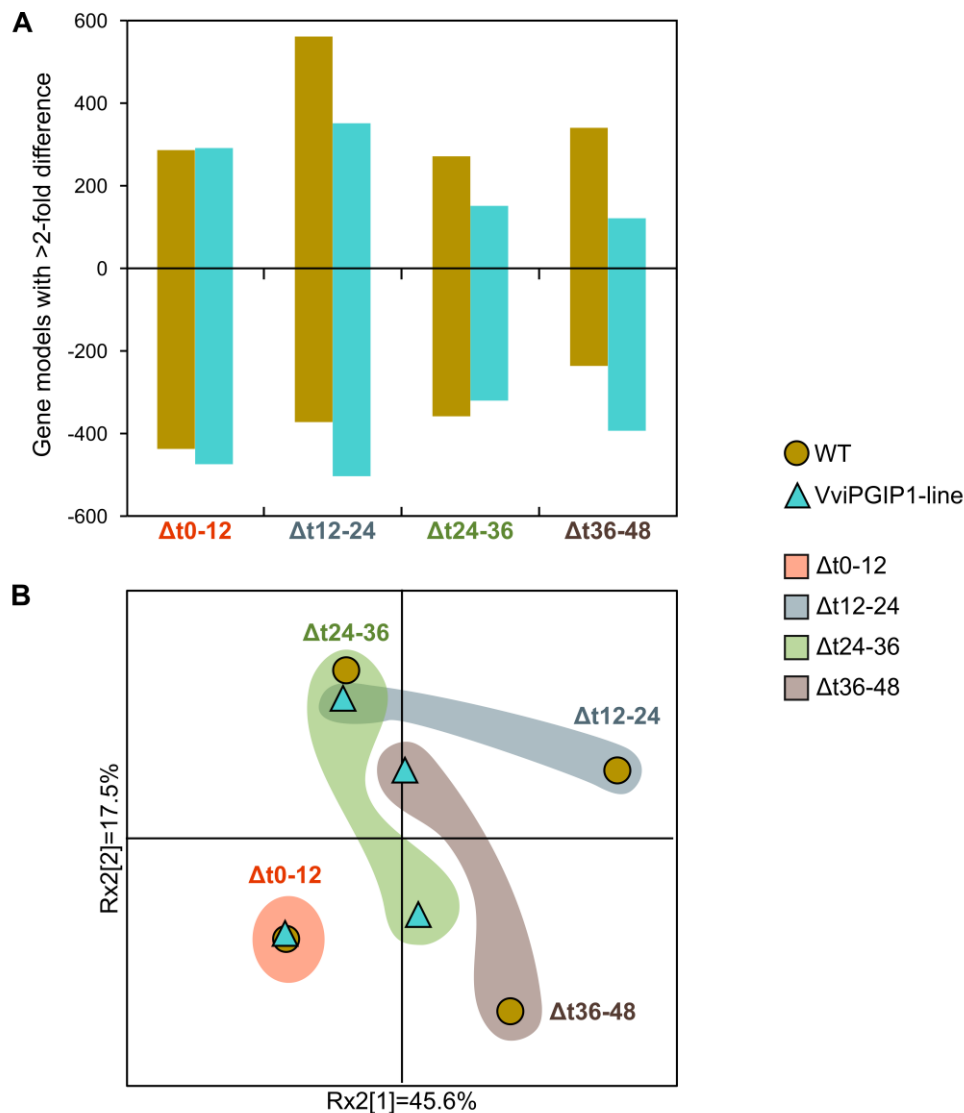 A
Gene models with >2-fold difference
600
400
200
0
-200
-400
-600
Δt0-12
Δt12-24
Δt24-36
Δt36-48
WT
VviPGIP1-line
Δt0-12
Δt12-24
Δt24-36
Δt36-48
B
Δt24-36
Δt12-24
Δt0-12
Δt36-48
Rx2[2]=17.5%
Rx2[1]=45.6%